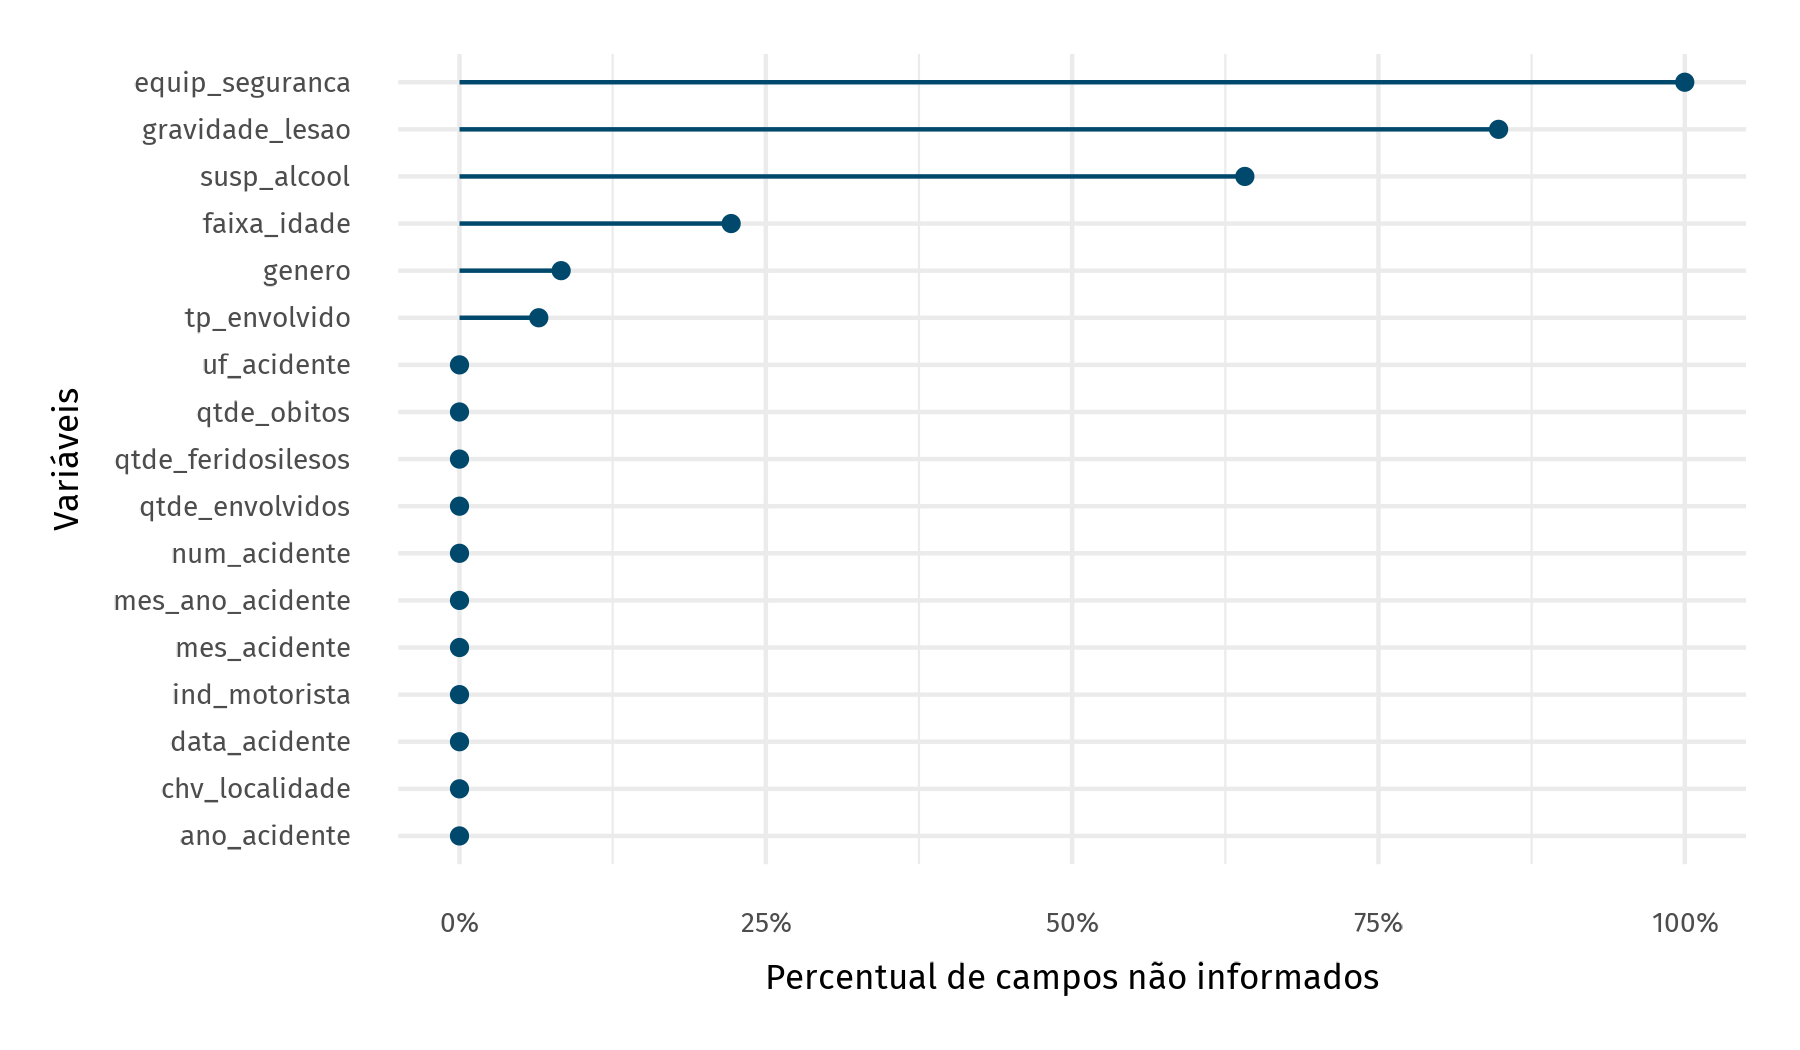 equip_seguranca
gravidade_lesao
susp_alcool
faixa_idade
genero
tp_envolvido
uf_acidente
qtde_obitos
qtde_feridosilesos
qtde_envolvidos
num_acidente
mes_ano_acidente
mes_acidente
ind_motorista
data_acidente
chv_localidade
ano_acidente
Variáveis
0% 25% 50% 75% 100%
Percentual de campos não informados